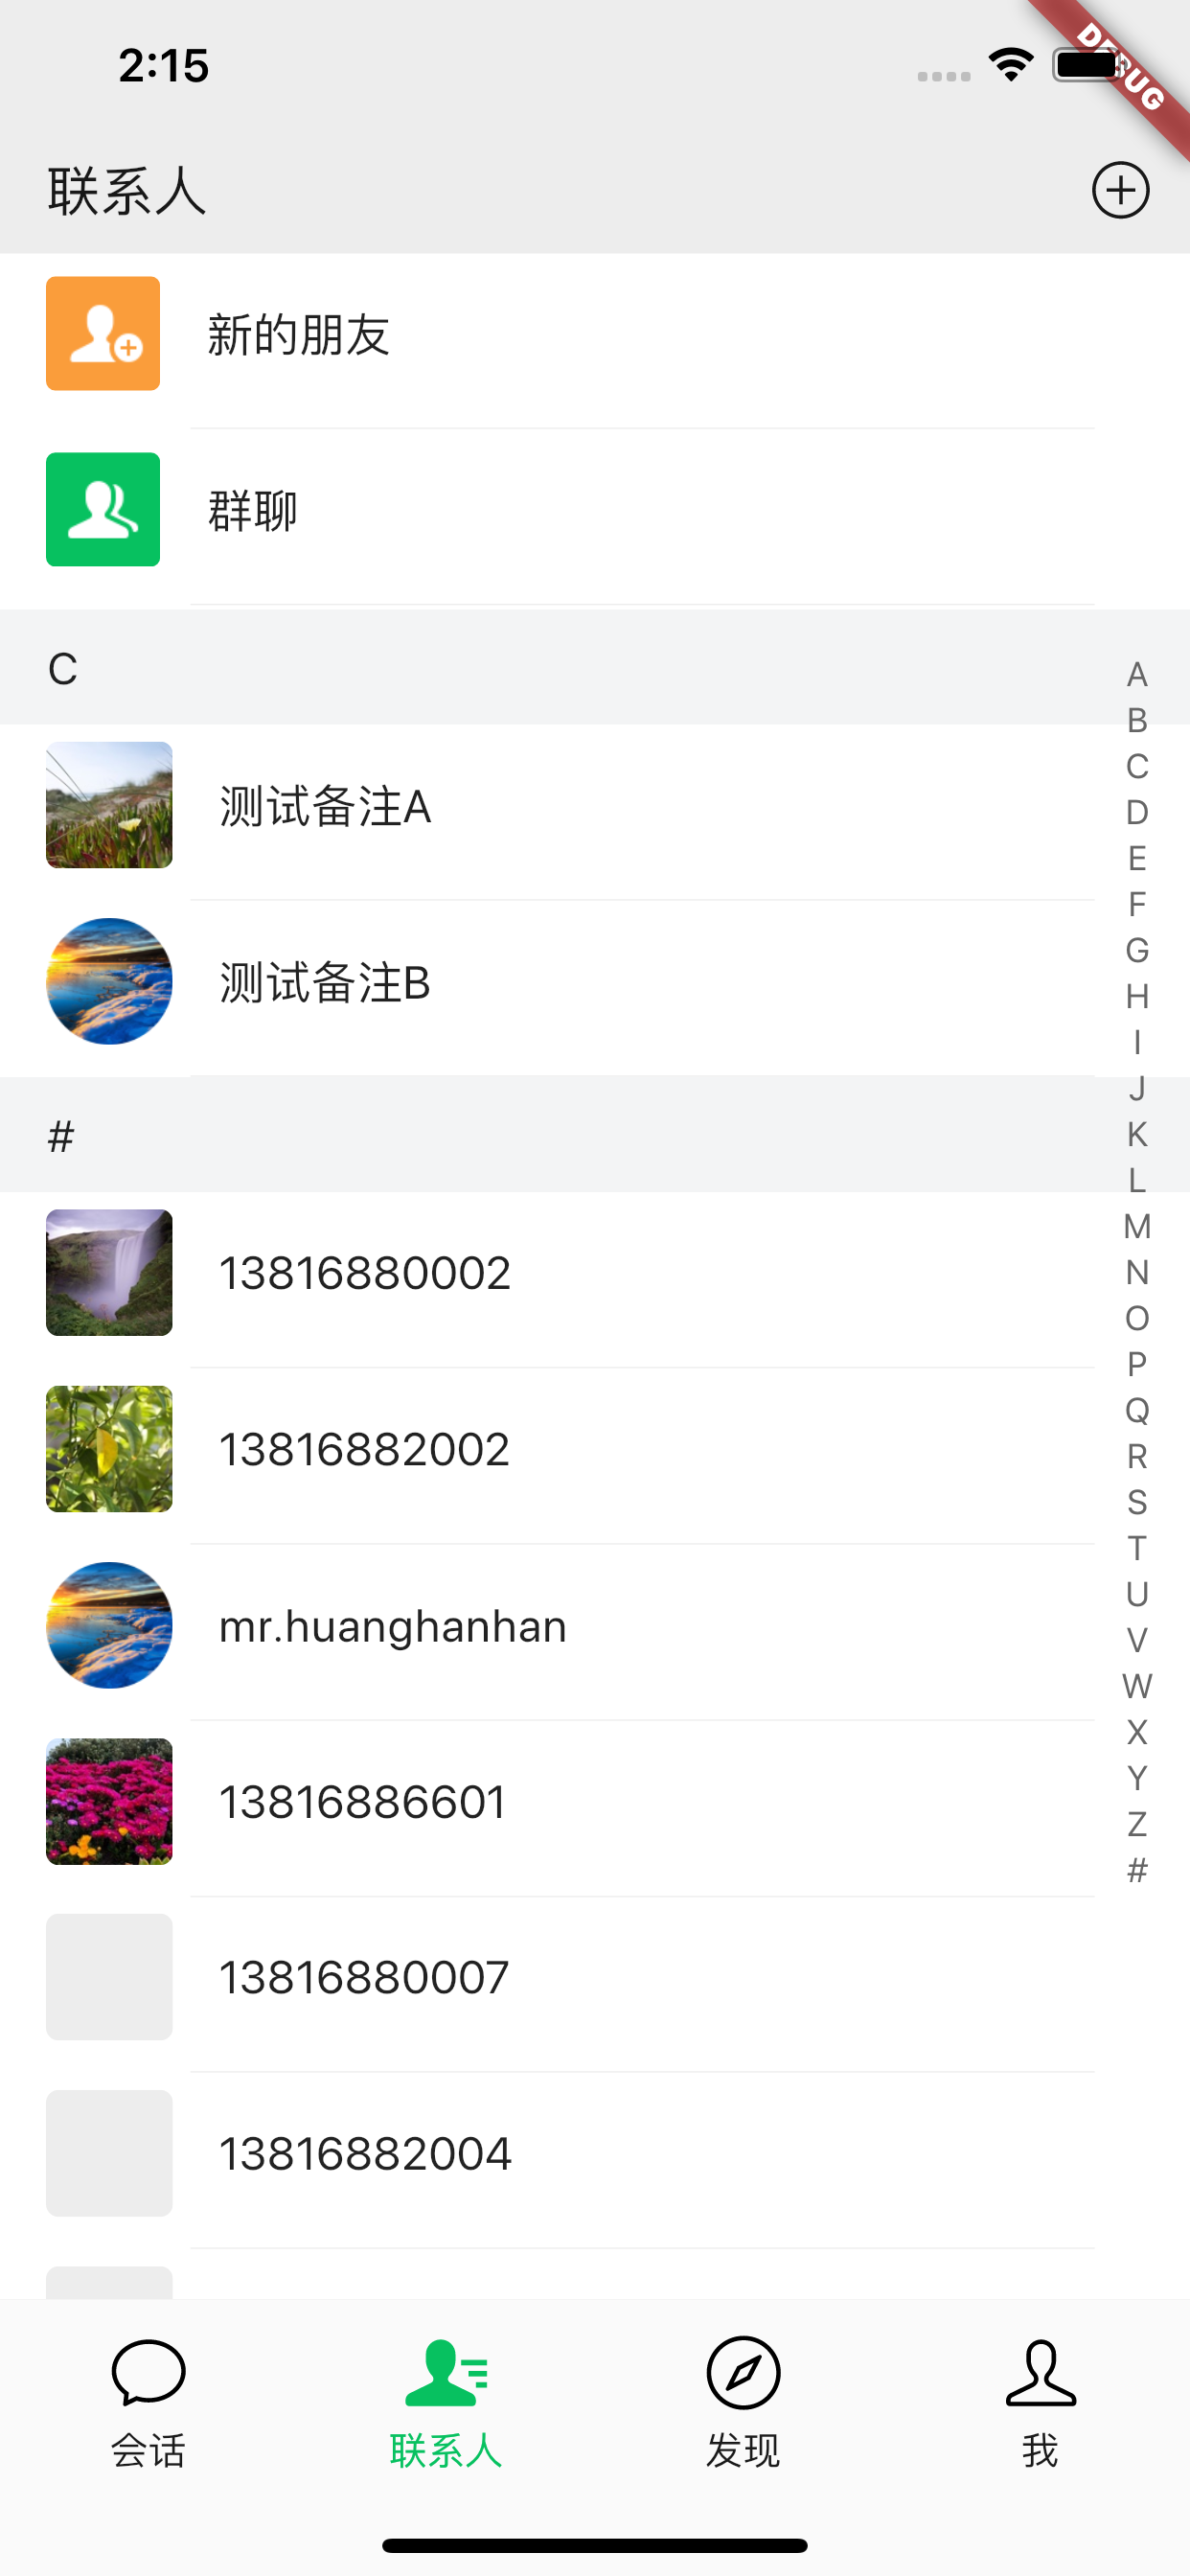 2:15
DEBUG
联系人
新的朋友
群聊
C
测试备注A
测试备注B
#
13816880002
13816882002
mr.huanghanhan
13816886601
13816880007
13816882004
A
B
C
D
E
F
G
H
I
J
K
L
M
N
O
P
Q
R
S
T
U
V
W
X
Y
Z
#
会话
联系人
发现
我